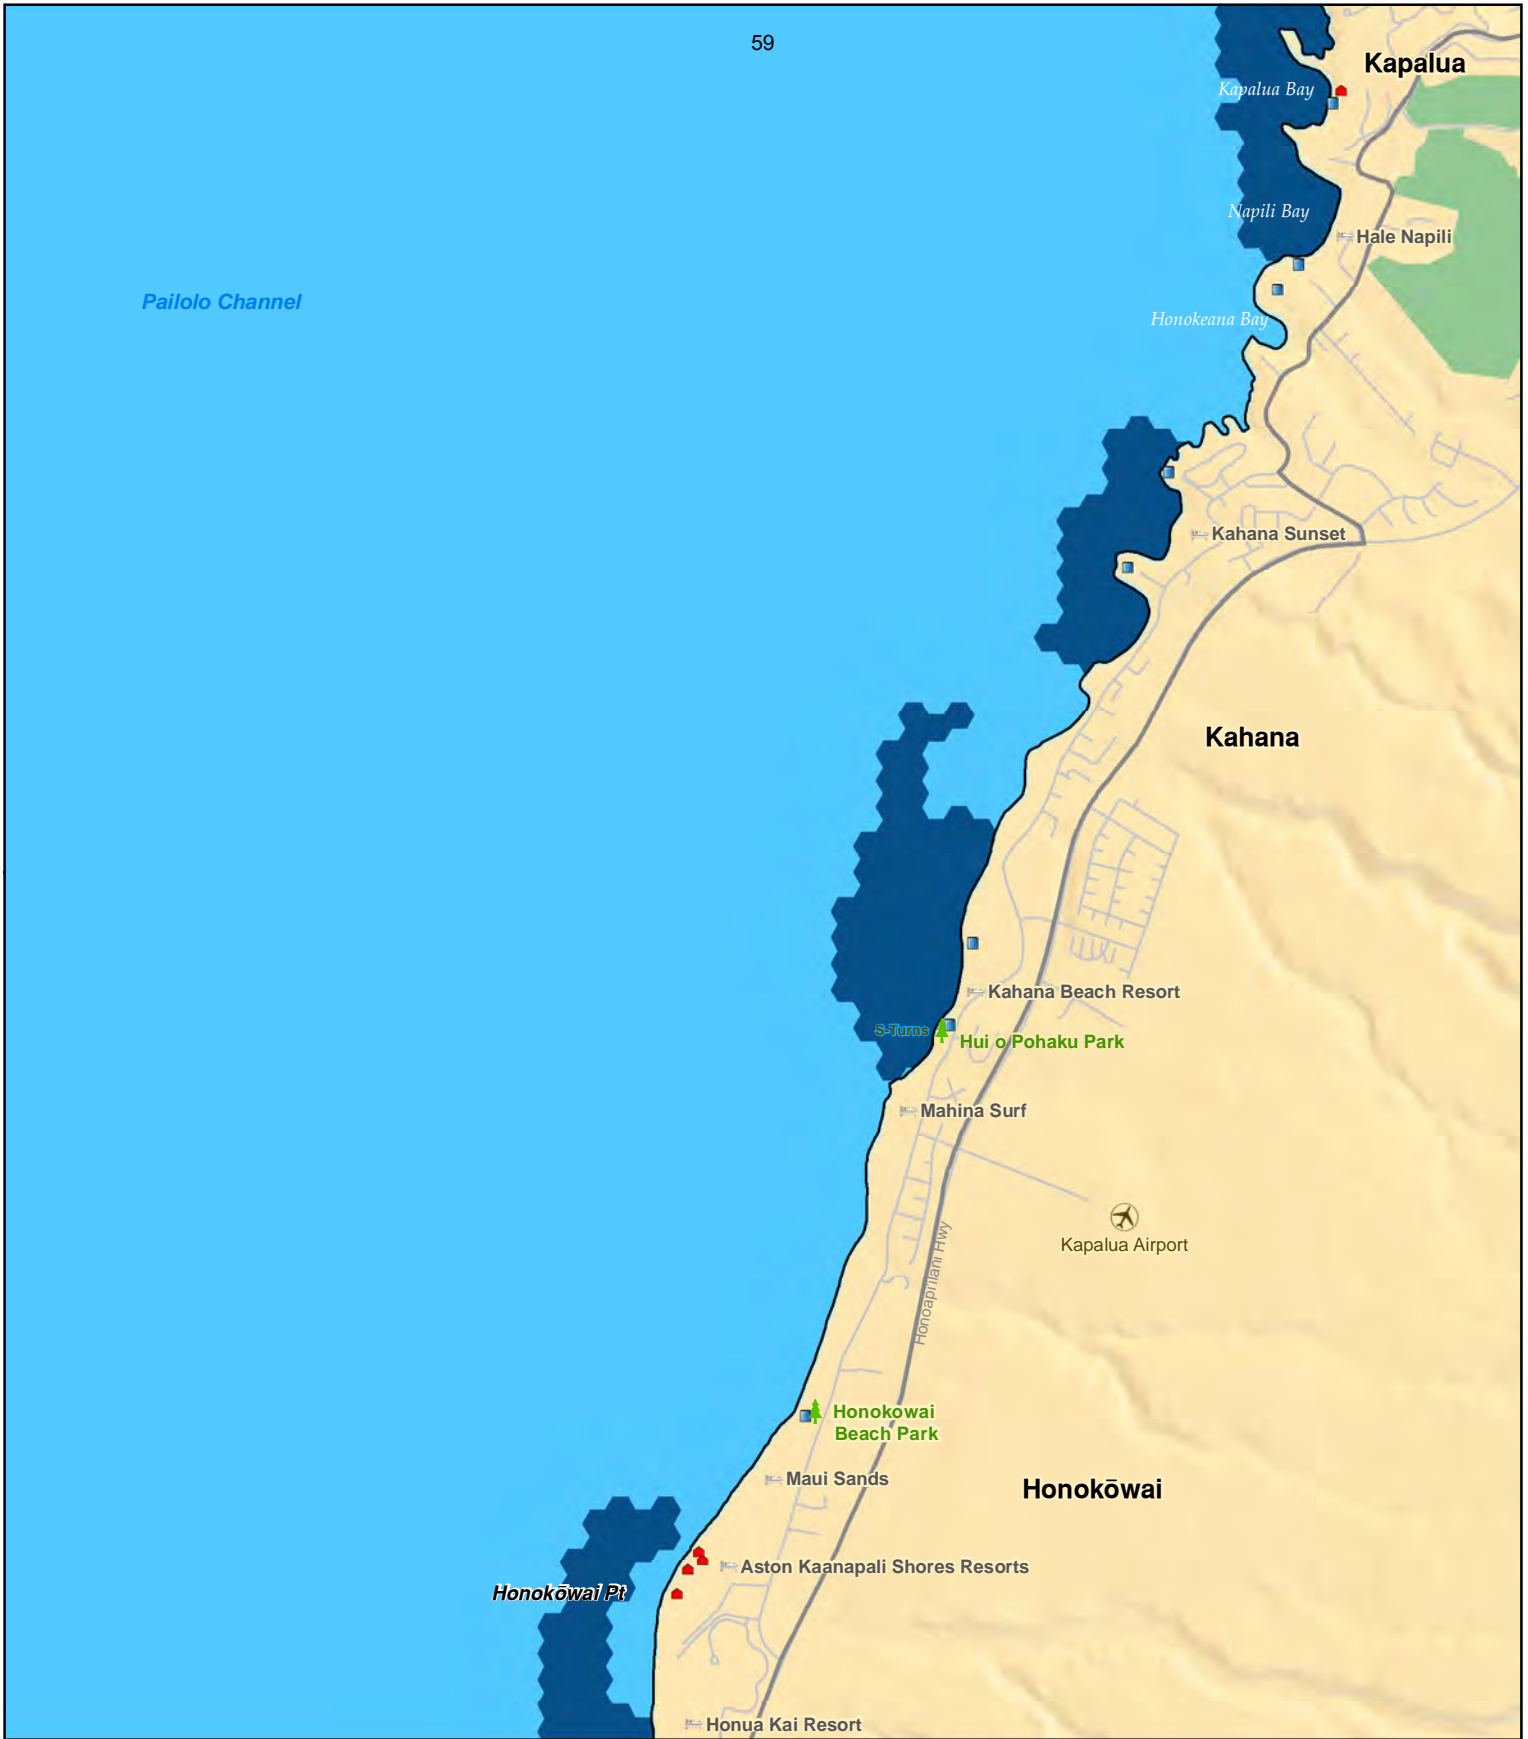 59
Kapalua
Kapalua Bay
Napili Bay
Hale Napili
Pailolo Channel
Honokeana Bay
Kahana Sunset
Kahana
Kahana Beach Resort
S-Turns
Hui o Pohaku Park
Mahina Surf
Kapalua Airport
Honoapiilani Hwy
Honokowai
Beach Park
Maui Sands
Honokōwai
Aston Kaanapali Shores Resorts
Honokōwai Pt
Honua Kai Resort